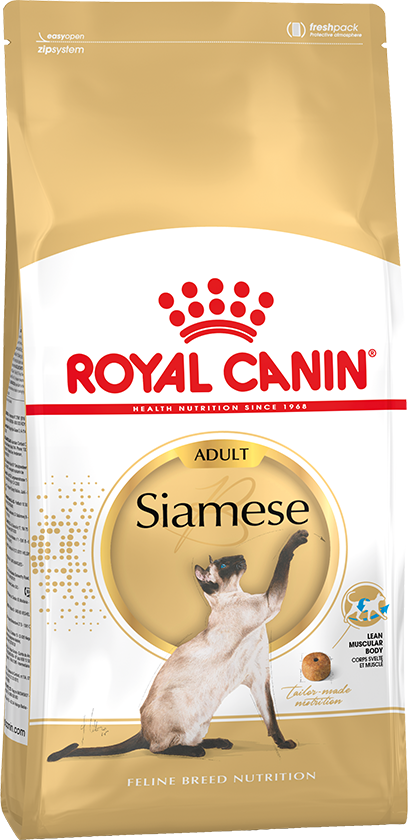 easyopen
zipsystem
freshpack
Protective atmosphere
ROYAL CANIN®
HEALTH NUTRITION SINCE 1968
ADULT
Siamese
LEAN
MUSCULAR
BODY
CORPS SVELTE
ET MUSCLÉ
tailor-made
nutrition
FELINE BREED NUTRITION